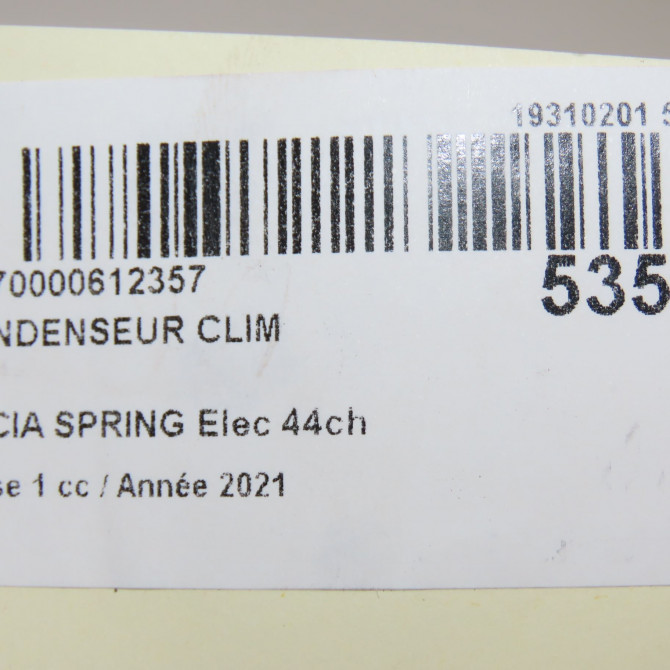 19310201 5
70000612357
535
NDENSEUR CLIM
CIA SPRING Elec 44ch
se 1 cc / Année 2021